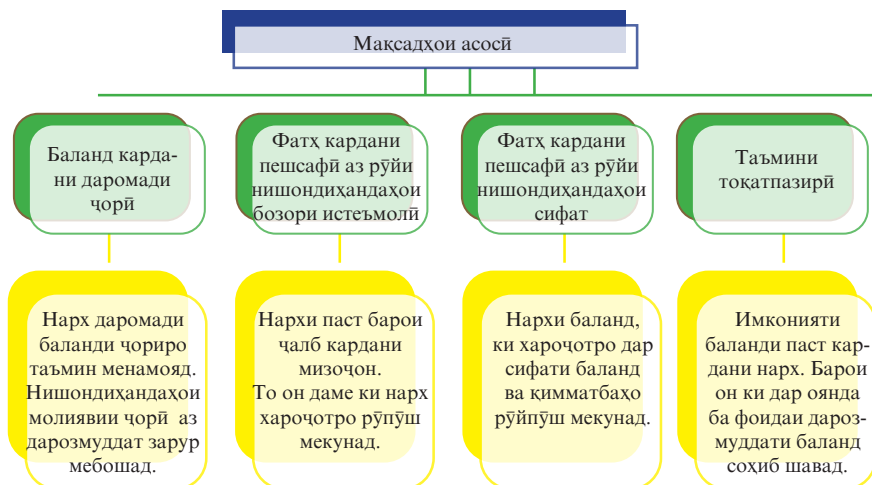 Мақсадҳои асосӣ
Баланд карда-
ни даромади
ҷорӣ
Фатҳ кардани
пешсафӣ аз рӯйи
нишондиҳандаҳои
бозори истеъмолӣ
Фатҳ кардани
пешсафӣ аз рӯйи
нишондиҳандаҳои
сифат
Таъмини
тоқатпазирӣ
Нарх даромади
баланди ҷориро
таъмин менамояд.
Нишондиҳандаҳои
молиявии ҷорӣ аз
дарозмуддат зарур
мебошад.
Нархи паст барои
ҷалб кардани
мизоҷон.
То он даме ки нарх
хароҷотро рӯпӯш
мекунад.
Нархи баланд,
ки хароҷотро дар
сифати баланд
ва қимматбаҳо
рӯйпӯш мекунад.
Имконияти
баланди паст кар-
дани нарх. Барои
он ки дар оянда
ба фоидаи дароз-
муддати баланд
соҳиб шавад.